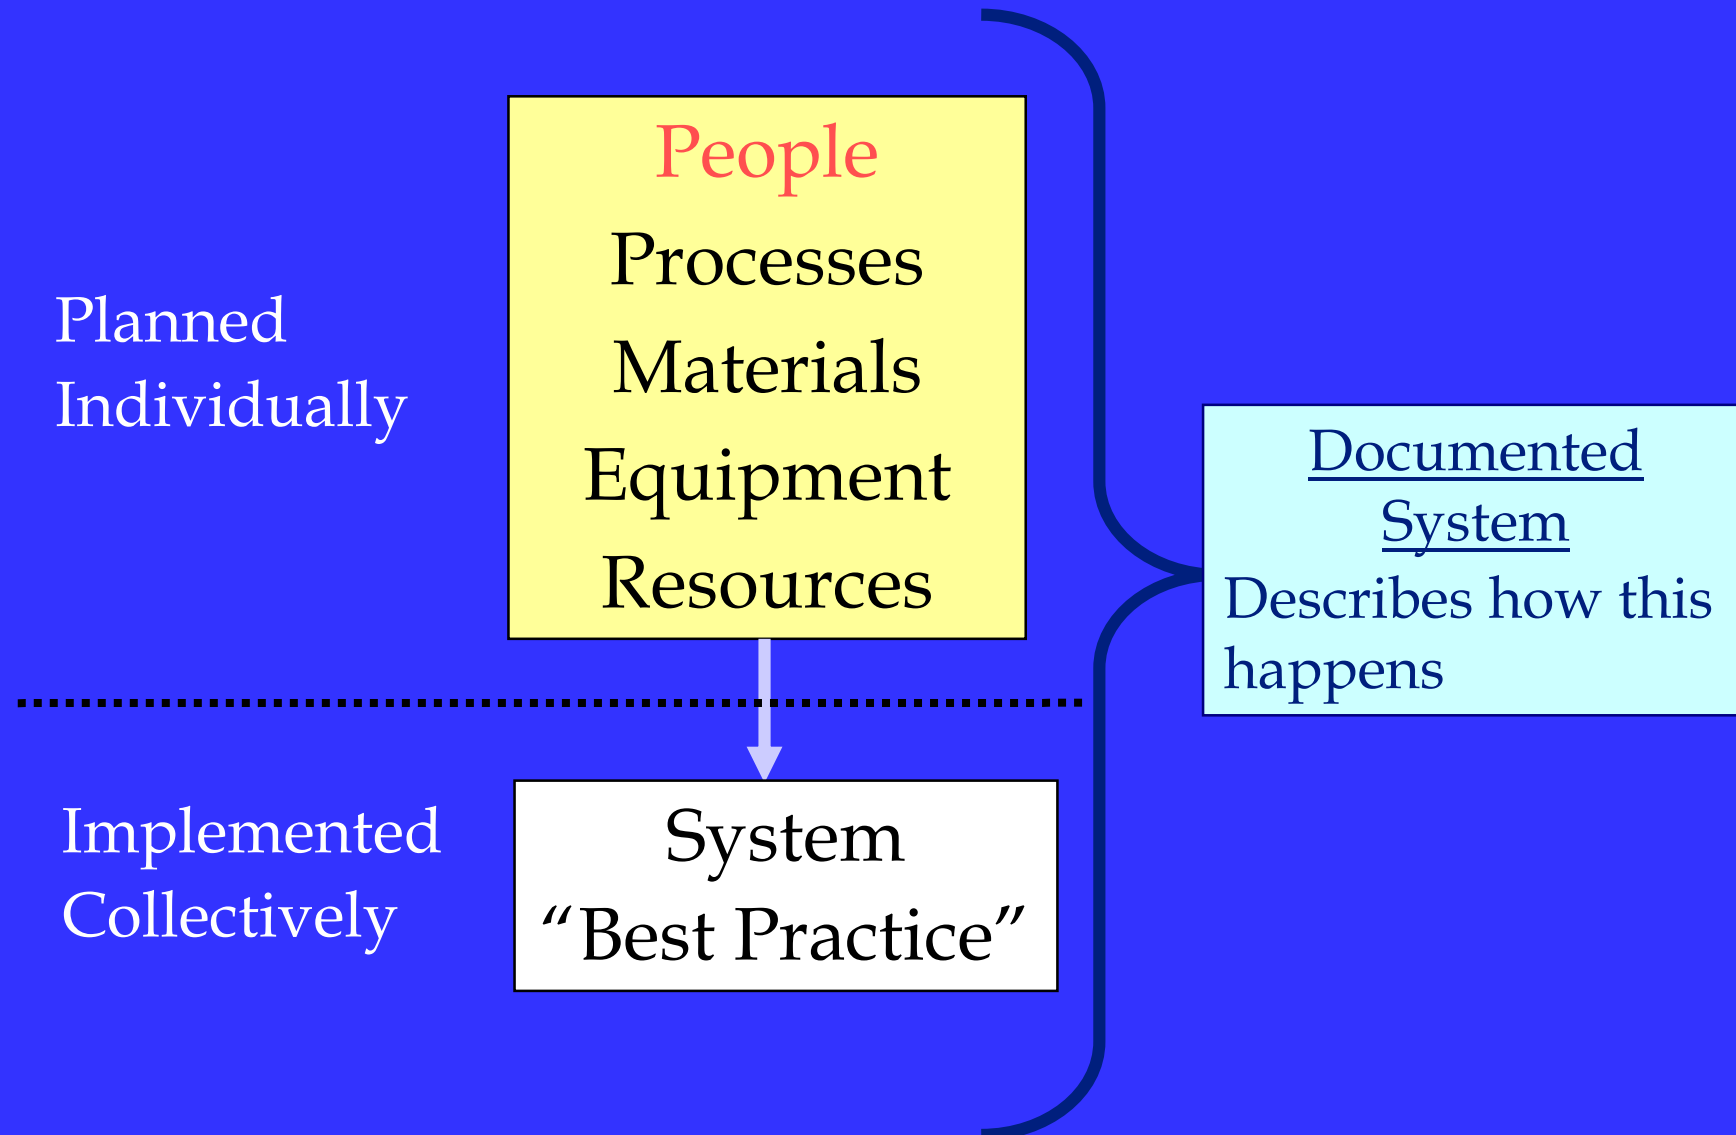 People
Processes
Materials
Equipment
Resources
Planned
Individually
Documented
System
Describes how this
happens
Implemented
Collectively
System
“Best Practice”